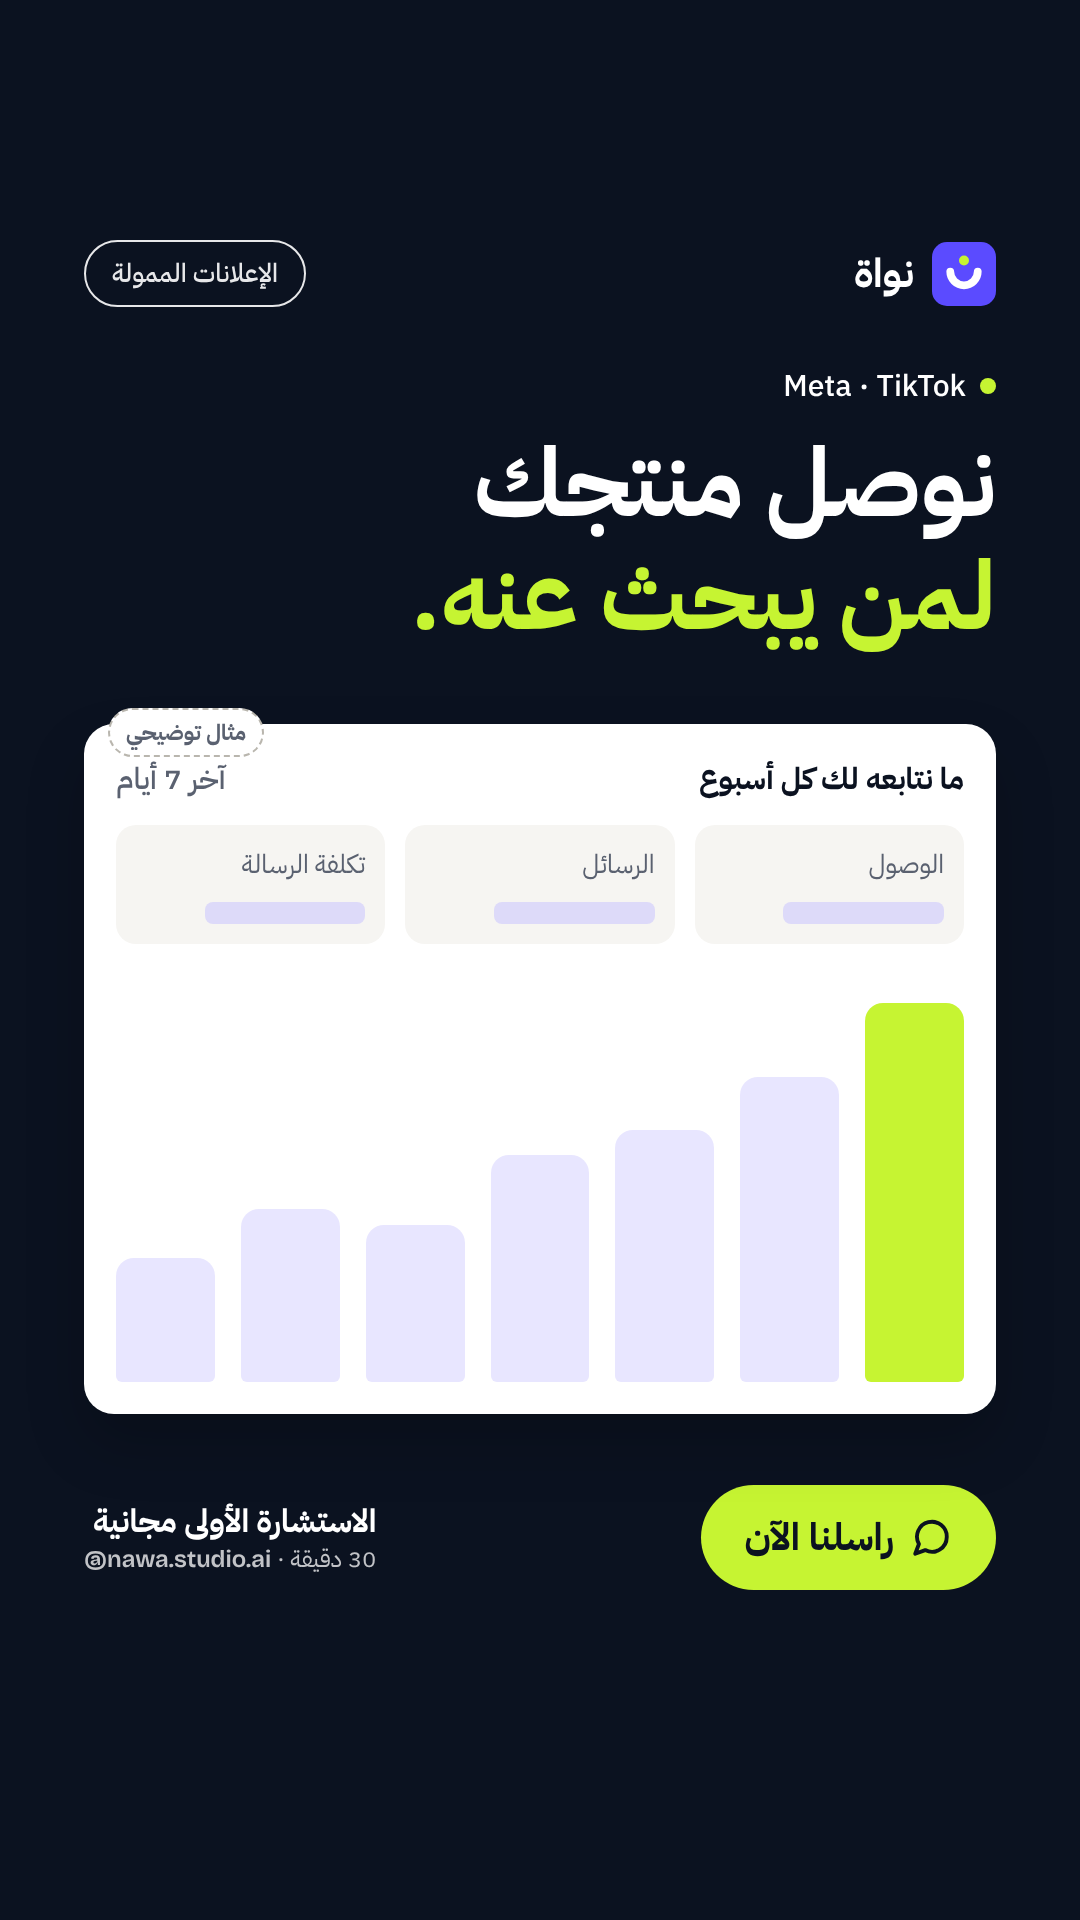 نواة
الإعلانات الممولة
Meta · TikTok
نوصل منتجك
لمن يبحث عنه.
مثال توضيحي
ما نتابعه لك كل أسبوع
آخر 7 أيام
الوصول
الرسائل
تكلفة الرسالة
راسلنا الآن
الاستشارة الأولى مجانية
30 دقيقة · @nawa.studio.ai